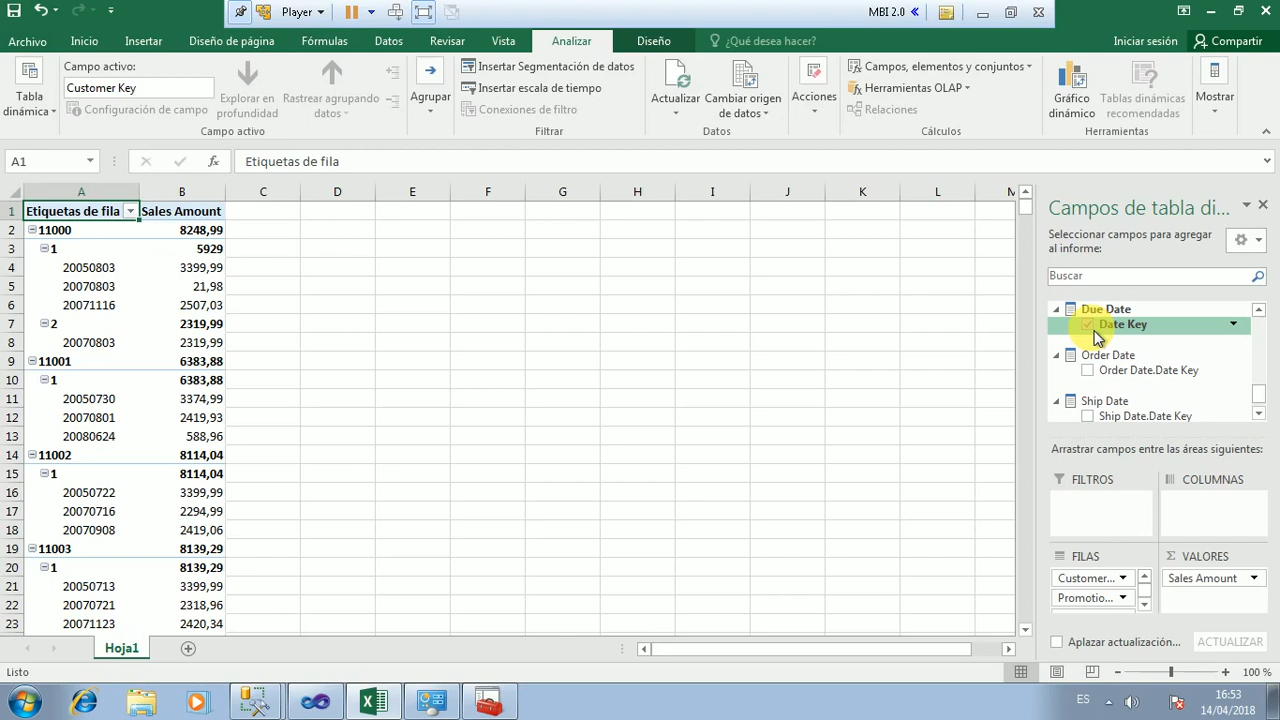 Player
MBI 2.0
Archivo Inicio Insertar Diseño de página Fórmulas Datos Revisar Vista Analizar Diseño ¿Qué desea hacer? Iniciar sesión Compartir
Campo activo:
Customer Key
Configuración de campo
Tabla dinámica
Explorar en profundidad
Rastrear agrupando datos
Campo activo
Agrupar
Insertar Segmentación de datos
Insertar escala de tiempo
Conexiones de filtro
Filtrar
Actualizar
Cambiar origen de datos
Datos
Acciones
Campos, elementos y conjuntos
Herramientas OLAP
Relaciones
Cálculos
Gráfico dinámico
Tablas dinámicas recomendadas
Herramientas
Mostrar
A1 fx Etiquetas de fila
A B C D E F G H I J K L M
1 Etiquetas de fila Sales Amount
2 11000 8248,99
3 1 5929
4 20050803 3399,99
5 20070803 21,98
6 20071116 2507,03
7 2 2319,99
8 20070803 2319,99
9 11001 6383,88
10 1 6383,88
11 20050730 3374,99
12 20070801 2419,93
13 20080624 588,96
14 11002 8114,04
15 1 8114,04
16 20050722 3399,99
17 20070716 2294,99
18 20070908 2419,06
19 11003 8139,29
20 1 8139,29
21 20050713 3399,99
22 20070721 2318,96
23 20071123 2420,34
Campos de tabla di...
Seleccionar campos para agregar
al informe:
Buscar
Due Date
Date Key
Order Date
Order Date.Date Key
Ship Date
Ship Date.Date Key
Arrastrar campos entre las áreas siguientes:
FILTROS COLUMNAS
FILAS Σ VALORES
Customer... Sales Amount
Promotio...
Aplazar actualización... ACTUALIZAR
Hoja1
Listo 100 %
ES 16:53
14/04/2018